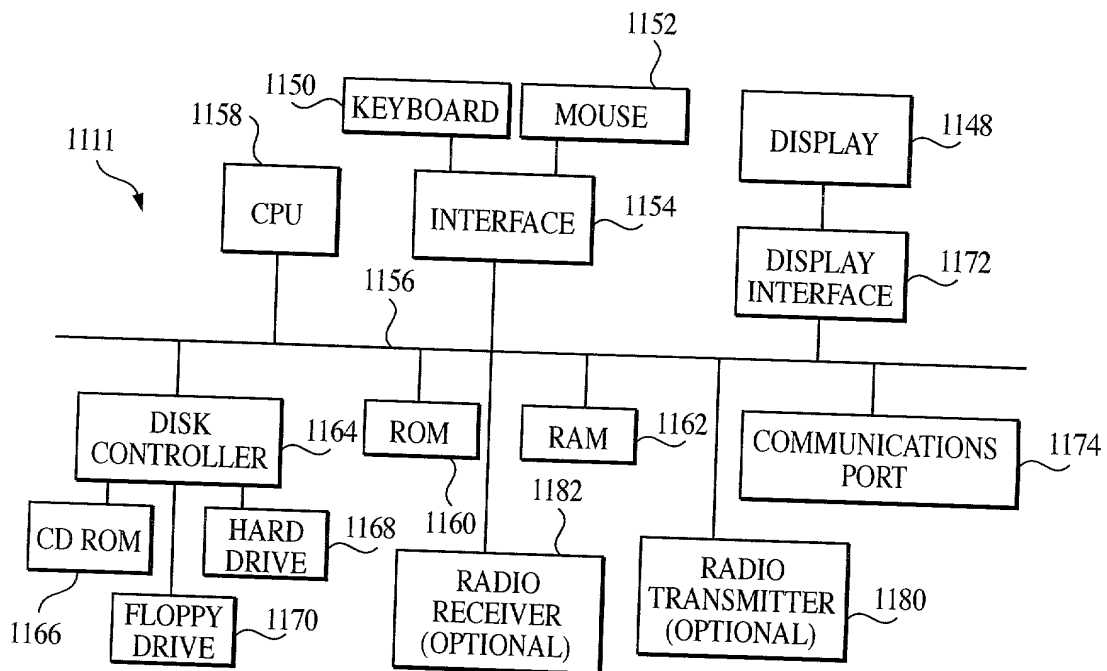 1152
1150
KEYBOARD
MOUSE
1158
1111
CPU
INTERFACE
1154
DISPLAY
1148
DISPLAY
INTERFACE
1172
1156
DISK
CONTROLLER
1164
ROM
1160
RAM
1162
COMMUNICATIONS
PORT
1174
CD ROM
1166
HARD
DRIVE
1168
FLOPPY
DRIVE
1170
1182
RADIO
RECEIVER
(OPTIONAL)
RADIO
TRANSMITTER
(OPTIONAL)
1180